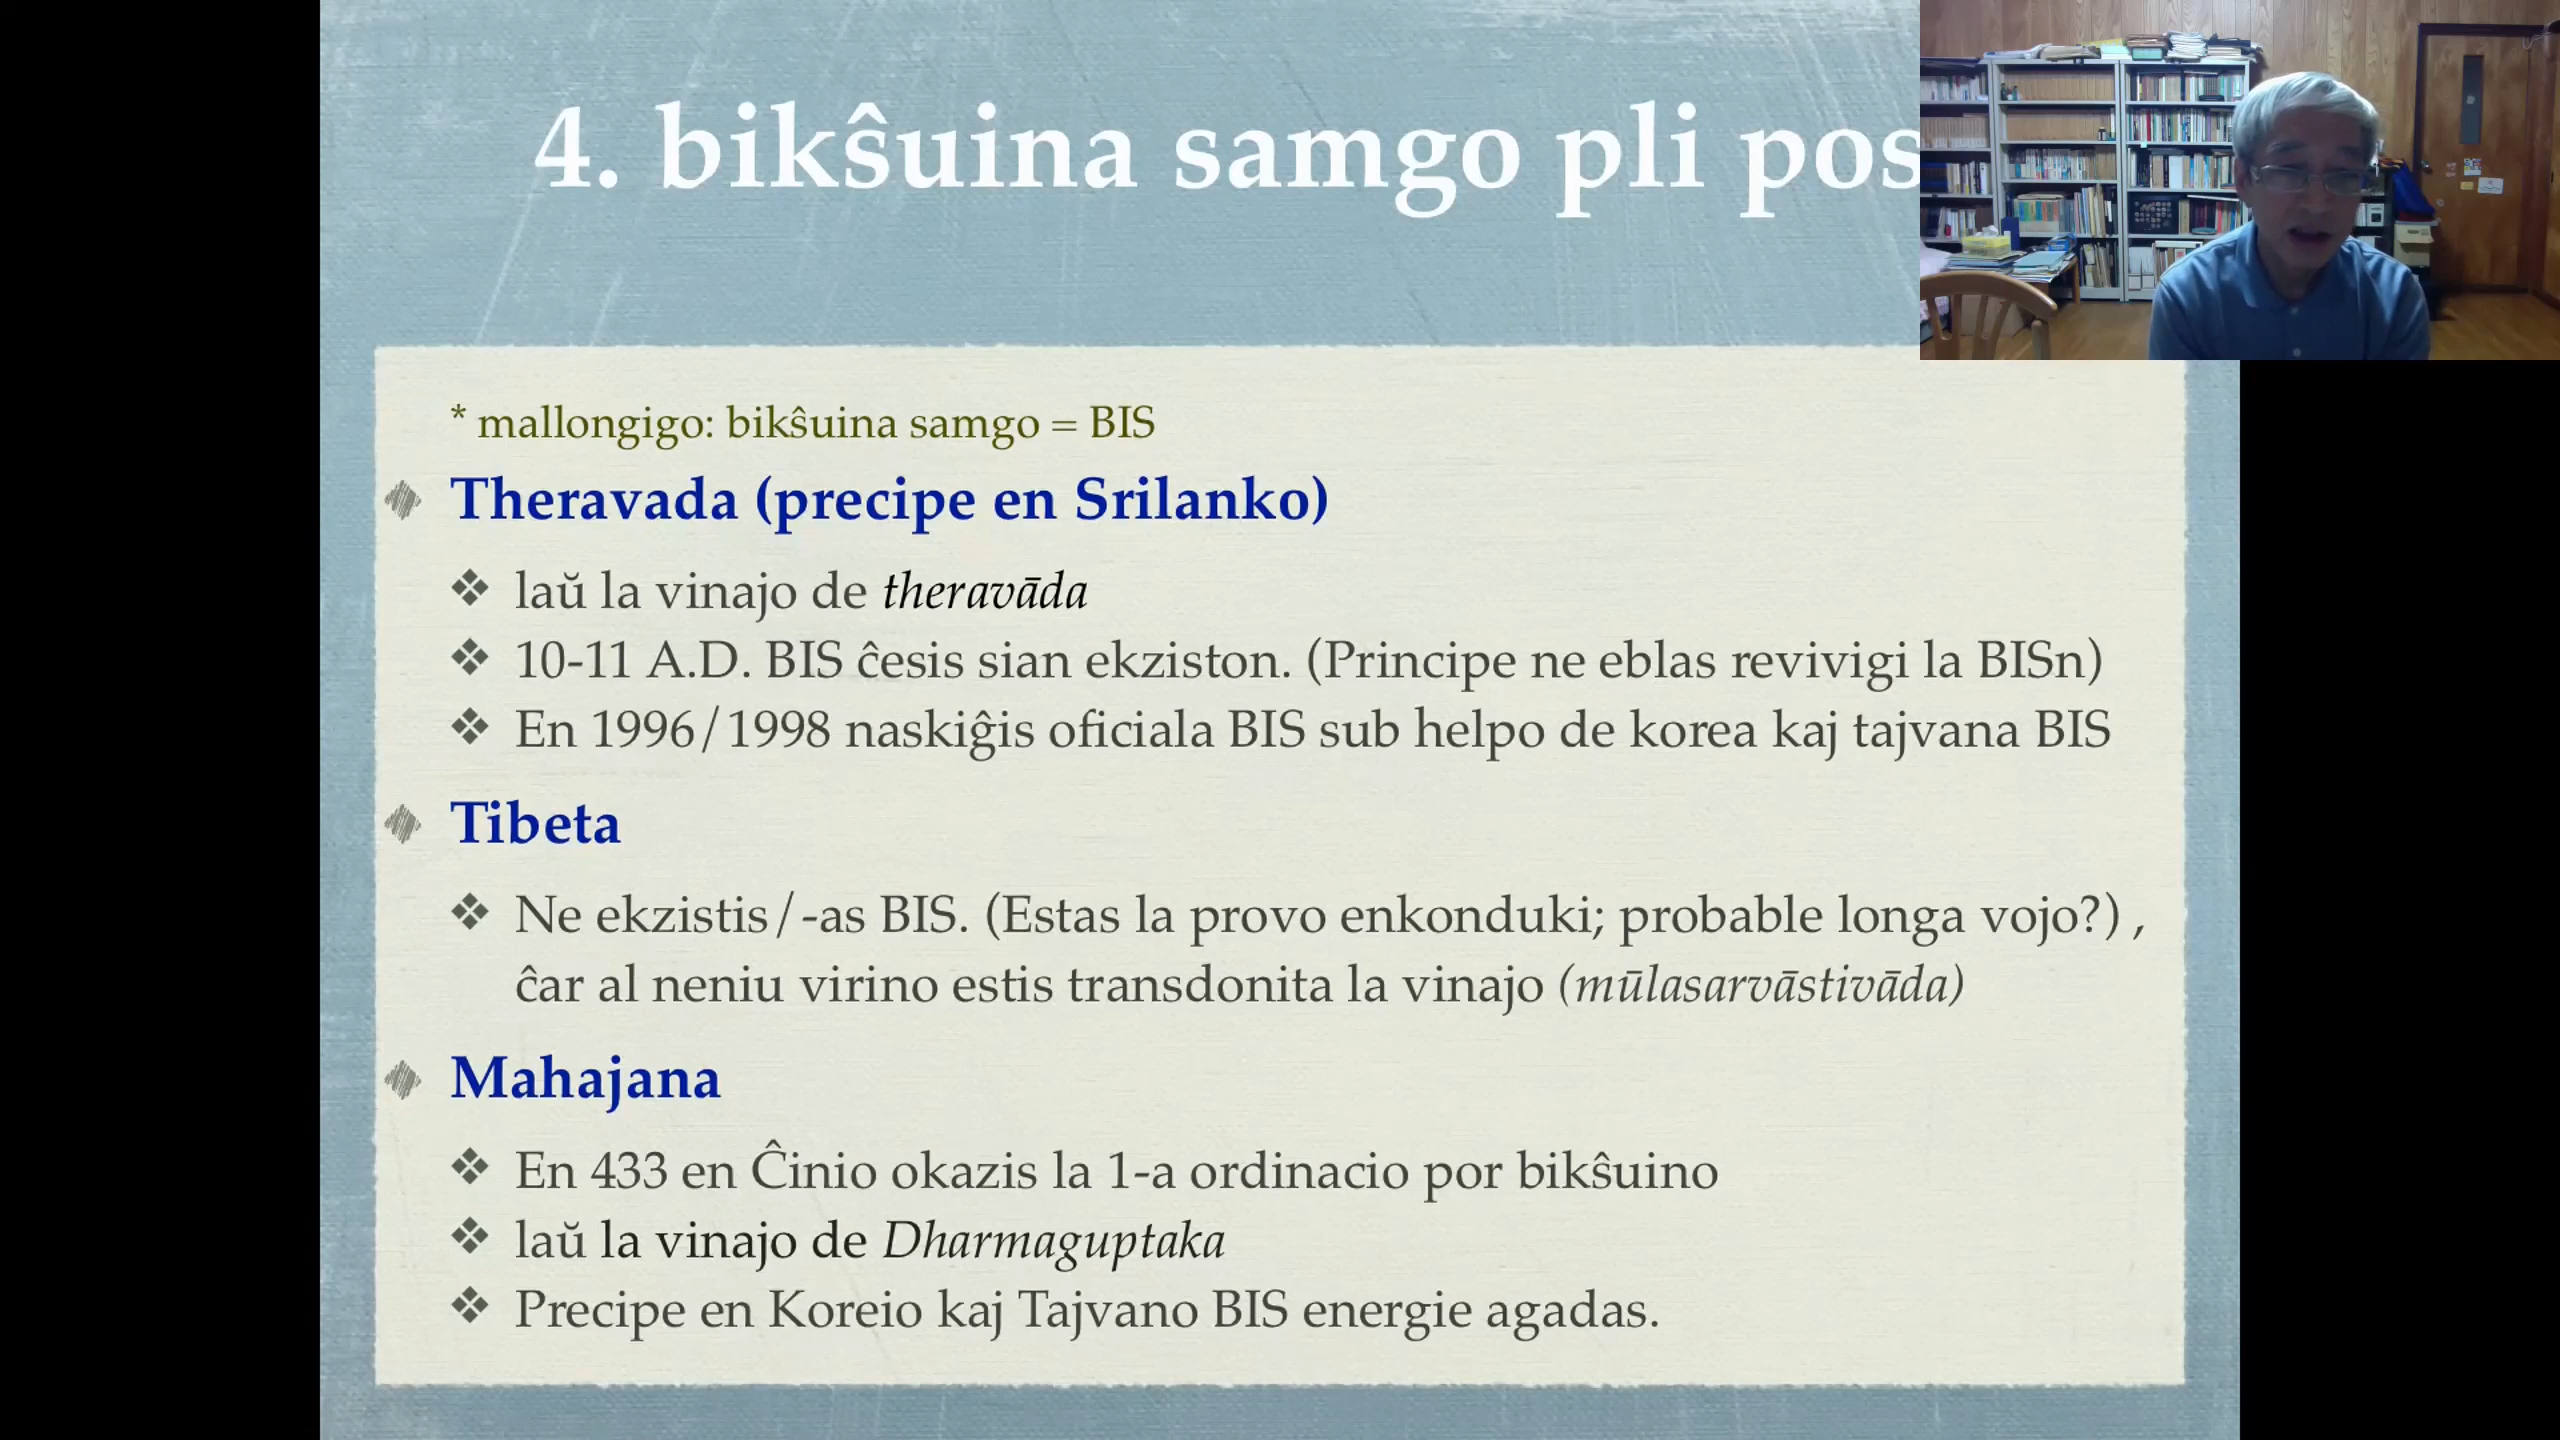 4. bikŝuina samgo pli pos
* mallongigo: bikŝuina samgo = BIS
Theravada (precipe en Srilanko)
laŭ la vinajo de theravāda
10-11 A.D. BIS ĉesis sian ekziston. (Principe ne eblas revivigi la BISn)
En 1996/1998 naskiĝis oficiala BIS sub helpo de korea kaj tajvana BIS
Tibeta
Ne ekzistis/-as BIS. (Estas la provo enkonduki; probable longa vojo?) ,
ĉar al neniu virino estis transdonita la vinajo (mūlasarvāstivāda)
Mahajana
En 433 en Ĉinio okazis la 1-a ordinacio por bikŝuino
laŭ la vinajo de Dharmaguptaka
Precipe en Koreio kaj Tajvano BIS energie agadas.